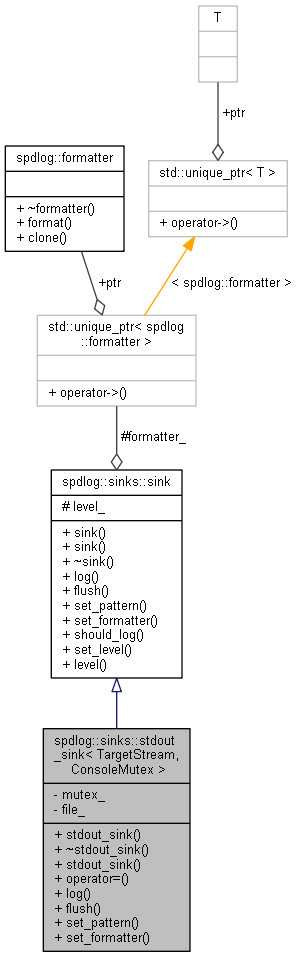 T
+ptr
spdlog::formatter
+ ~formatter()
+ format()
+ clone()
std::unique_ptr< T >
+ operator->()
+ptr
< spdlog::formatter >
std::unique_ptr< spdlog
::formatter >
+ operator->()
#formatter_
spdlog::sinks::sink
# level_
+ sink()
+ sink()
+ ~sink()
+ log()
+ flush()
+ set_pattern()
+ set_formatter()
+ should_log()
+ set_level()
+ level()
spdlog::sinks::stdout
_sink< TargetStream,
ConsoleMutex >
- mutex_
- file_
+ stdout_sink()
+ ~stdout_sink()
+ stdout_sink()
+ operator=()
+ log()
+ flush()
+ set_pattern()
+ set_formatter()